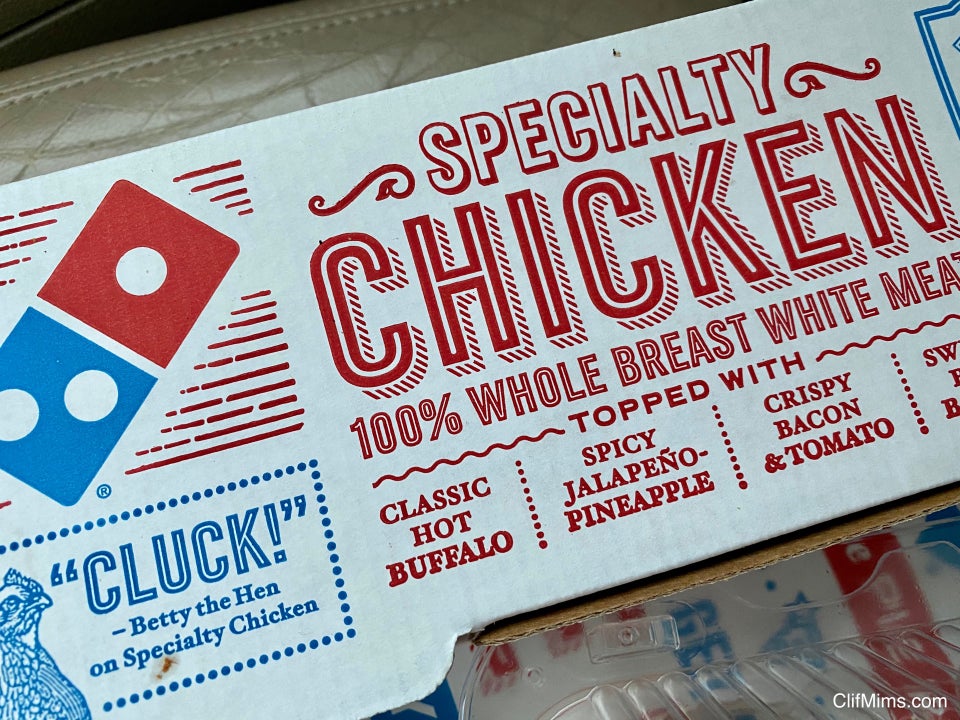 SPECIALTY
CHICKEN
100% WHOLE BREAST WHITE MEAT
TOPPED WITH
CLASSIC
HOT
BUFFALO
SPICY
JALAPEÑO-
PINEAPPLE
CRISPY
BACON
& TOMATO
SW
B
®
“CLUCK!”
– Betty the Hen
on Specialty Chicken
ClifMims.com